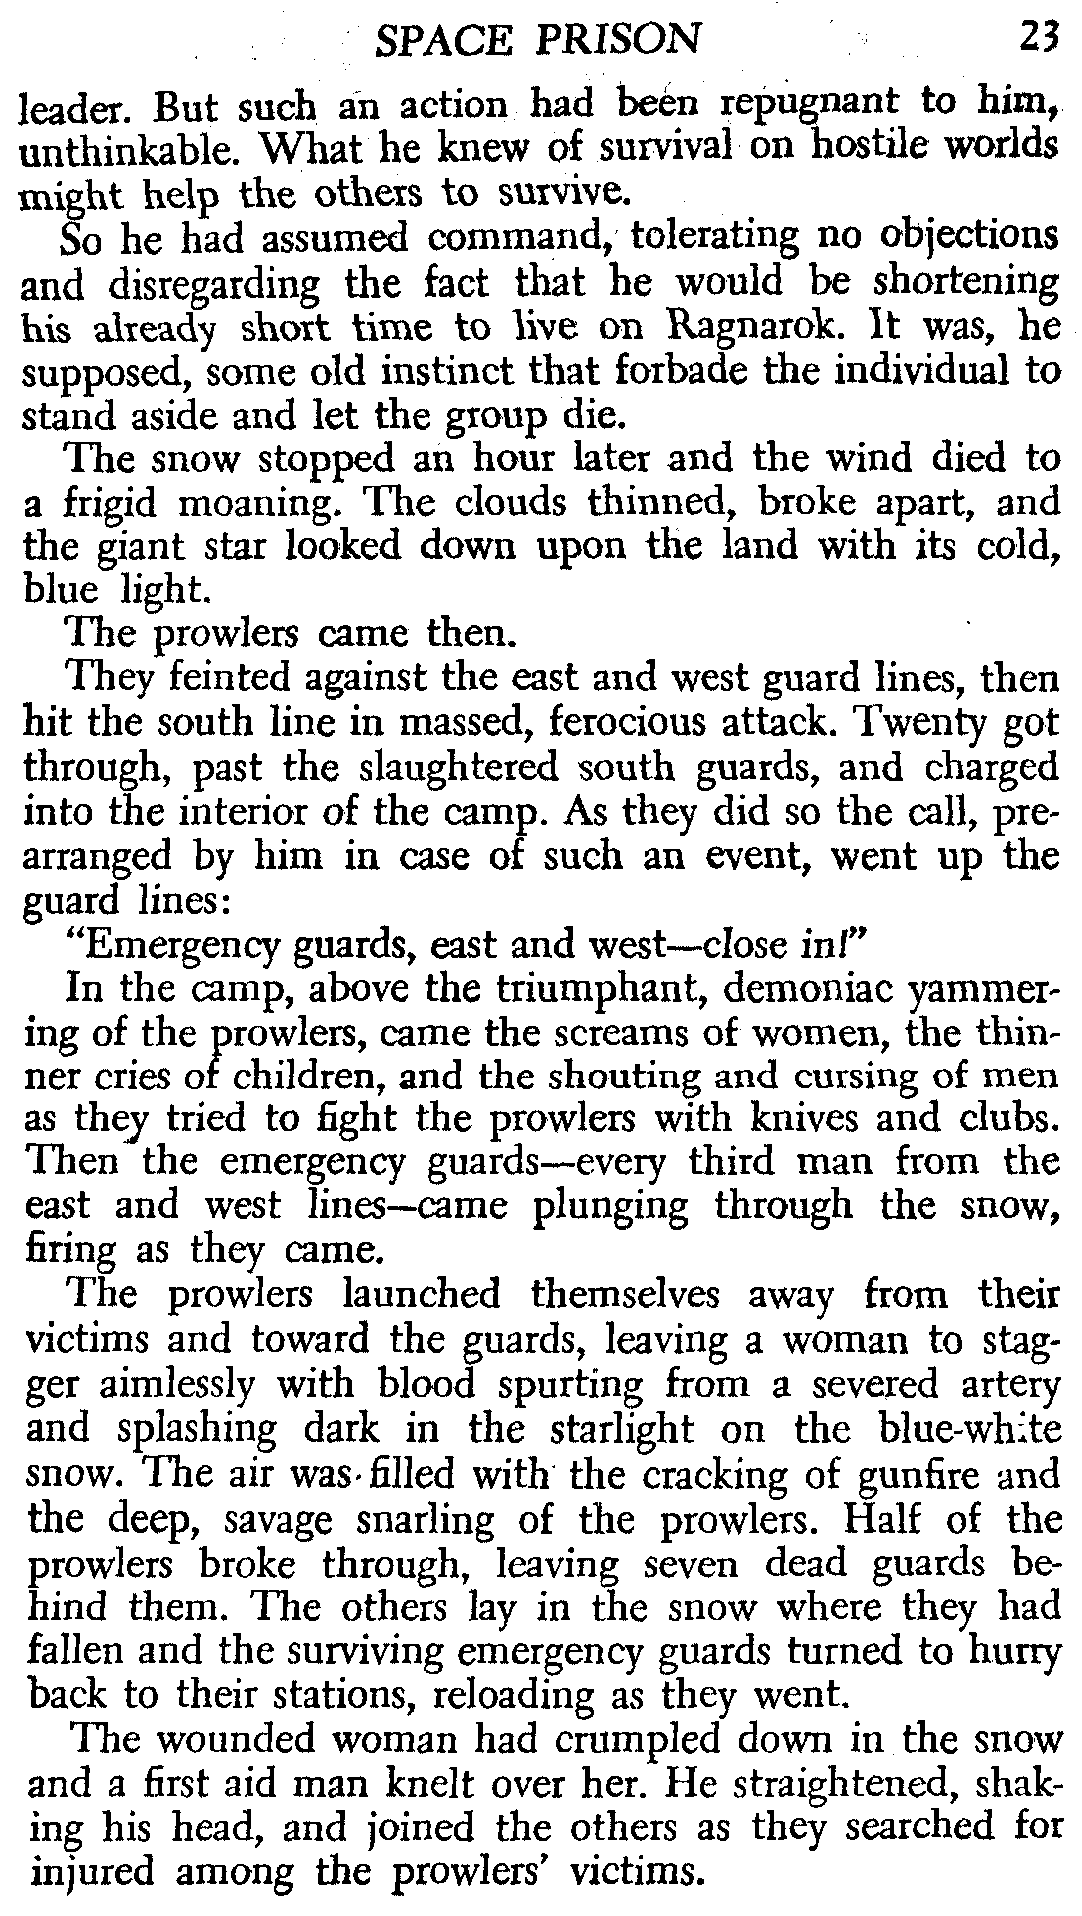 SPACE PRISON 23
leader. But such an action had been repugnant to him,
unthinkable. What he knew of survival on hostile worlds
might help the others to survive.
So he had assumed command, tolerating no objections
and disregarding the fact that he would be shortening
his already short time to live on Ragnarok. It was, he
supposed, some old instinct that forbade the individual to
stand aside and let the group die.
The snow stopped an hour later and the wind died to
a frigid moaning. The clouds thinned, broke apart, and
the giant star looked down upon the land with its cold,
blue light.
The prowlers came then.
They feinted against the east and west guard lines, then
hit the south line in massed, ferocious attack. Twenty got
through, past the slaughtered south guards, and charged
into the interior of the camp. As they did so the call, pre-
arranged by him in case of such an event, went up the
guard lines:
"Emergency guards, east and west—close in!"
In the camp, above the triumphant, demoniac yammer-
ing of the prowlers, came the screams of women, the thin-
ner cries of children, and the shouting and cursing of men
as they tried to fight the prowlers with knives and clubs.
Then the emergency guards—every third man from the
east and west lines—came plunging through the snow,
firing as they came.
The prowlers launched themselves away from their
victims and toward the guards, leaving a woman to stag-
ger aimlessly with blood spurting from a severed artery
and splashing dark in the starlight on the blue-white
snow. The air was filled with the cracking of gunfire and
the deep, savage snarling of the prowlers. Half of the
prowlers broke through, leaving seven dead guards be-
hind them. The others lay in the snow where they had
fallen and the surviving emergency guards turned to hurry
back to their stations, reloading as they went.
The wounded woman had crumpled down in the snow
and a first aid man knelt over her. He straightened, shak-
ing his head, and joined the others as they searched for
injured among the prowlers' victims.